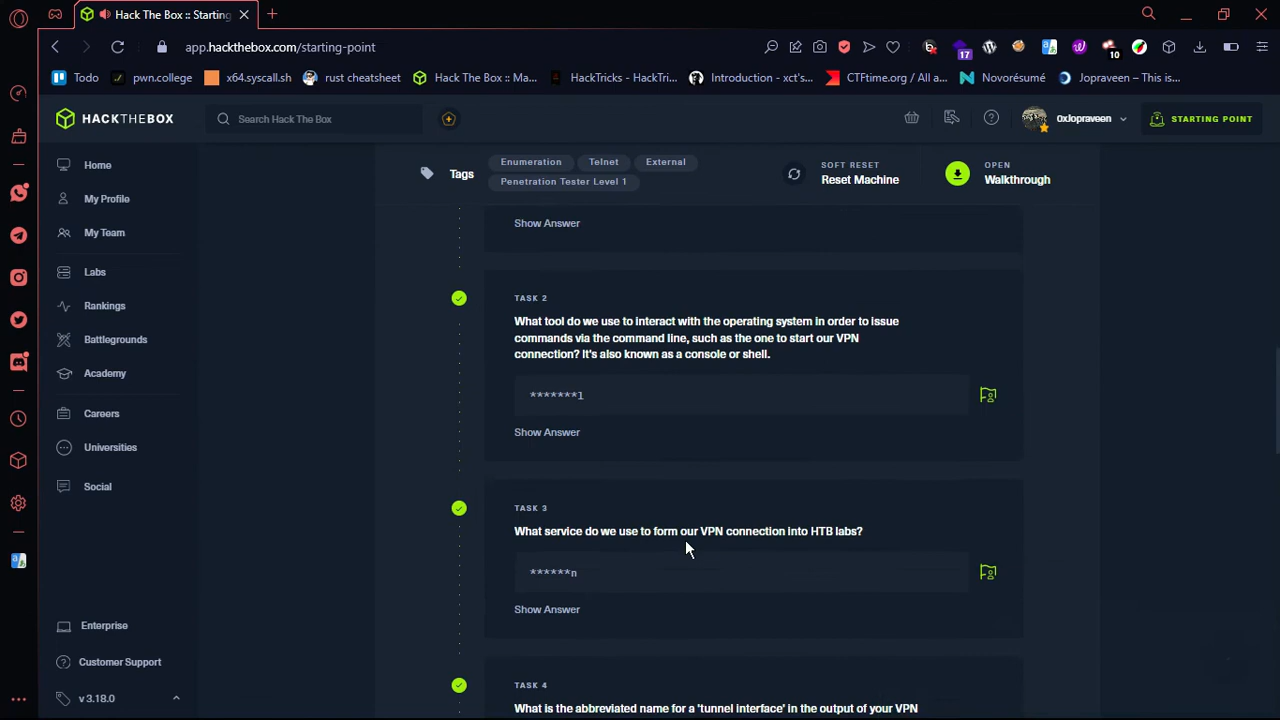 Hack The Box :: Starting
app.hackthebox.com/starting-point
17
10
Todo
pwn.college
x64.syscall.sh
rust cheatsheet
Hack The Box :: Ma...
HackTricks - HackTri...
Introduction - xct's...
CTFtime.org / All a...
Novorésumé
Jopraveen – This is...
HACKTHEBOX
Search Hack The Box
0xJopraveen
STARTING POINT
Home
My Profile
My Team
Labs
Rankings
Battlegrounds
Academy
Careers
Universities
Social
Enterprise
Customer Support
v 3.18.0
Tags
Enumeration
Telnet
External
Penetration Tester Level 1
SOFT RESET
Reset Machine
OPEN
Walkthrough
Show Answer
TASK 2
What tool do we use to interact with the operating system in order to issue
commands via the command line, such as the one to start our VPN
connection? It's also known as a console or shell.
*******l
Show Answer
TASK 3
What service do we use to form our VPN connection into HTB labs?
******n
Show Answer
TASK 4
What is the abbreviated name for a 'tunnel interface' in the output of your VPN